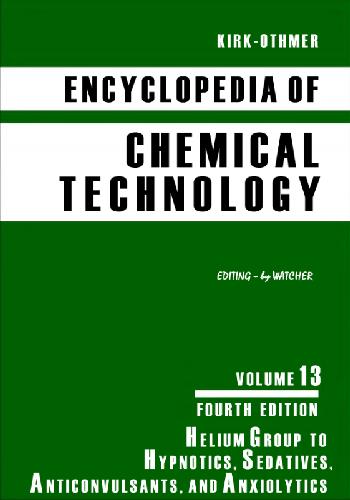 KIRK-OTHMER
ENCYCLOPEDIA OF
CHEMICAL
TECHNOLOGY
EDITING - by WATCHER
VOLUME 13
FOURTH EDITION
HELIUM GROUP TO
HYPNOTICS, SEDATIVES,
ANTICONVULSANTS, AND ANXIOLYTICS